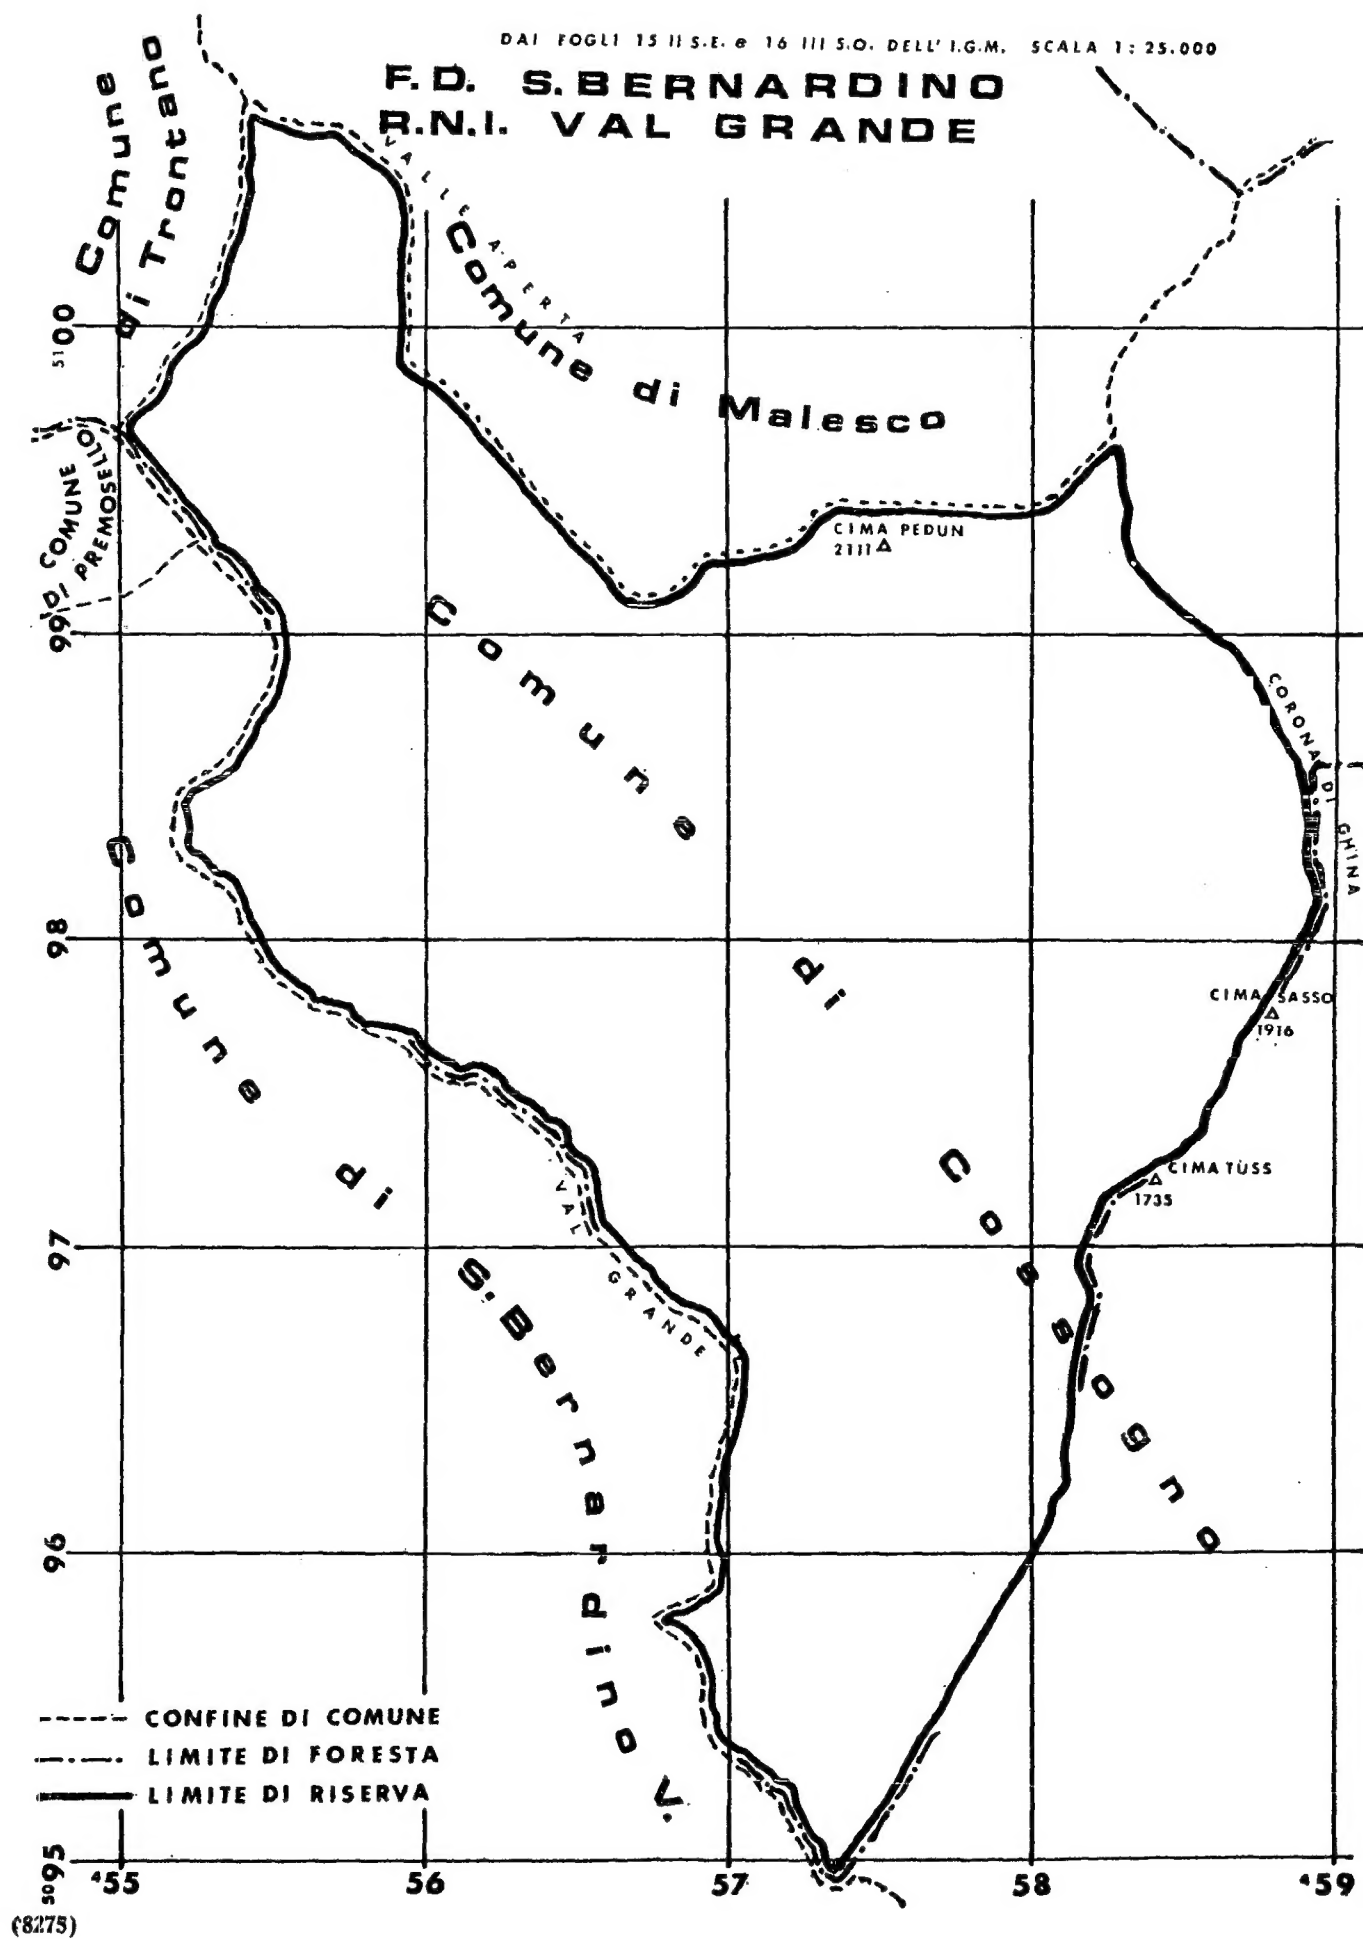 DAI FOGLI 15 II S.E. e 16 III S.O. DELL' I.G.M. SCALA 1:25.000
F.D. S.BERNARDINO
R.N.I. VAL GRANDE
Comune
di Trontano
VALLE APERTA
Comune di Malesco
5100
COMUNE
DI PREMOSELLO
CIMA PEDUN
2111
99
Comune di Cossogno
CORONA DI GHINA
Comune di S.Bernardino V.
98
CIMA SASSO
1916
CIMA TÙSS
1735
VAL GRANDE
97
96
CONFINE DI COMUNE
LIMITE DI FORESTA
LIMITE DI RISERVA
5095
455 56 57 58 459
(8275)